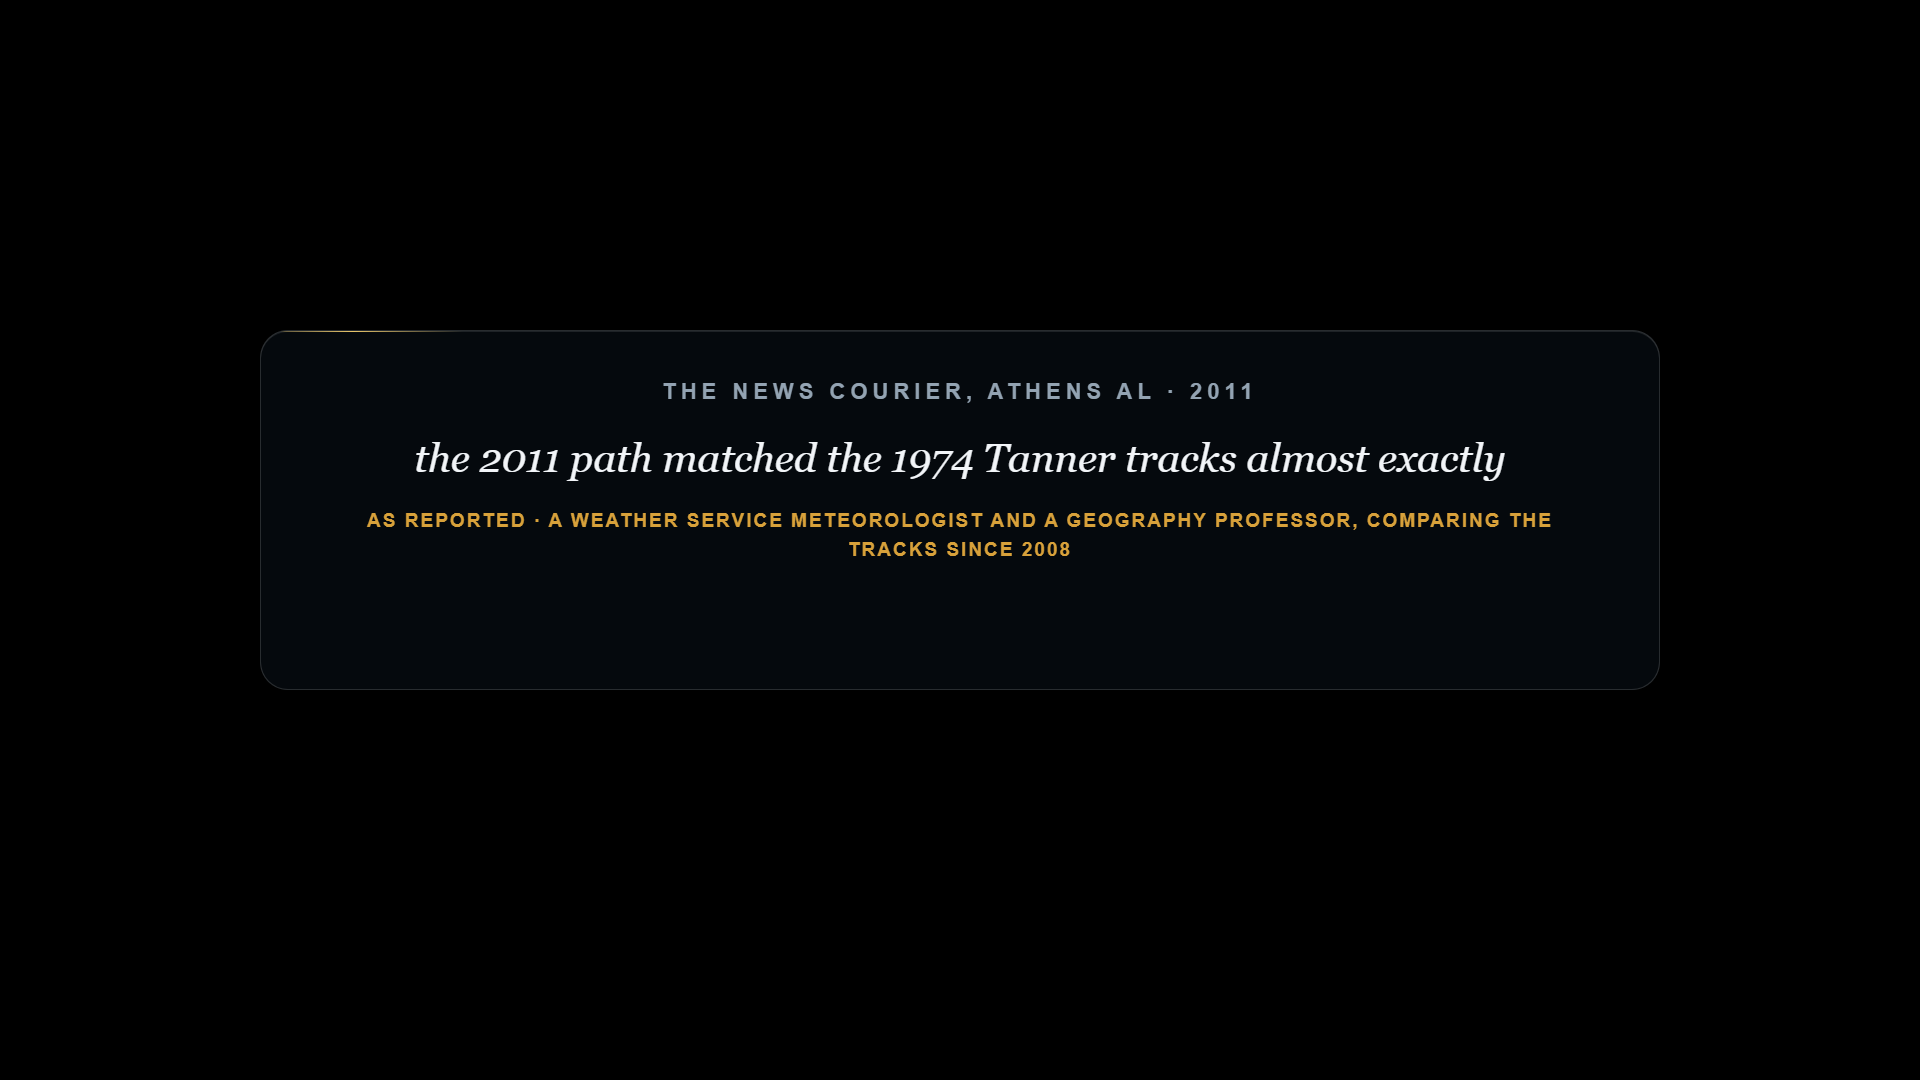 THE NEWS COURIER, ATHENS AL · 2011
the 2011 path matched the 1974 Tanner tracks almost exactly
AS REPORTED · A WEATHER SERVICE METEOROLOGIST AND A GEOGRAPHY PROFESSOR, COMPARING THE
TRACKS SINCE 2008